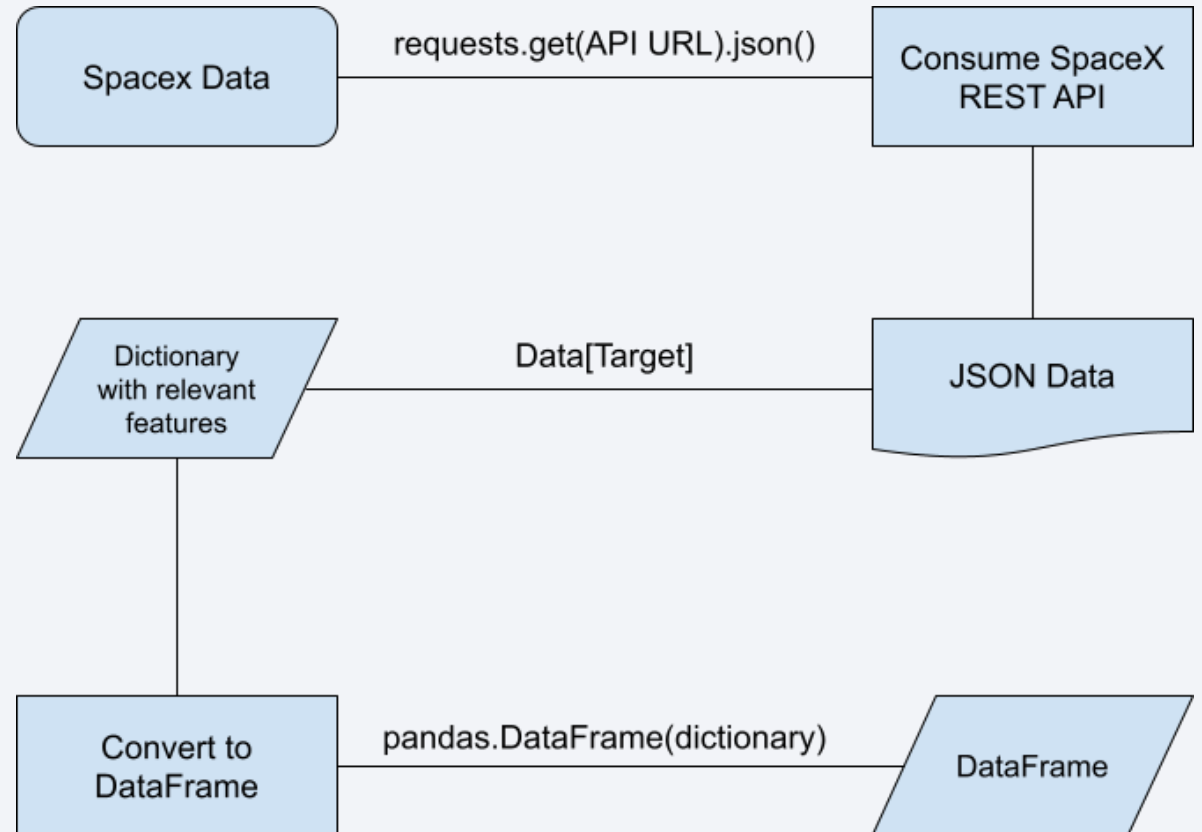 Spacex Data
requests.get(API URL).json()
Consume SpaceX
REST API
Dictionary
with relevant
features
Data[Target]
JSON Data
Convert to
DataFrame
pandas.DataFrame(dictionary)
DataFrame